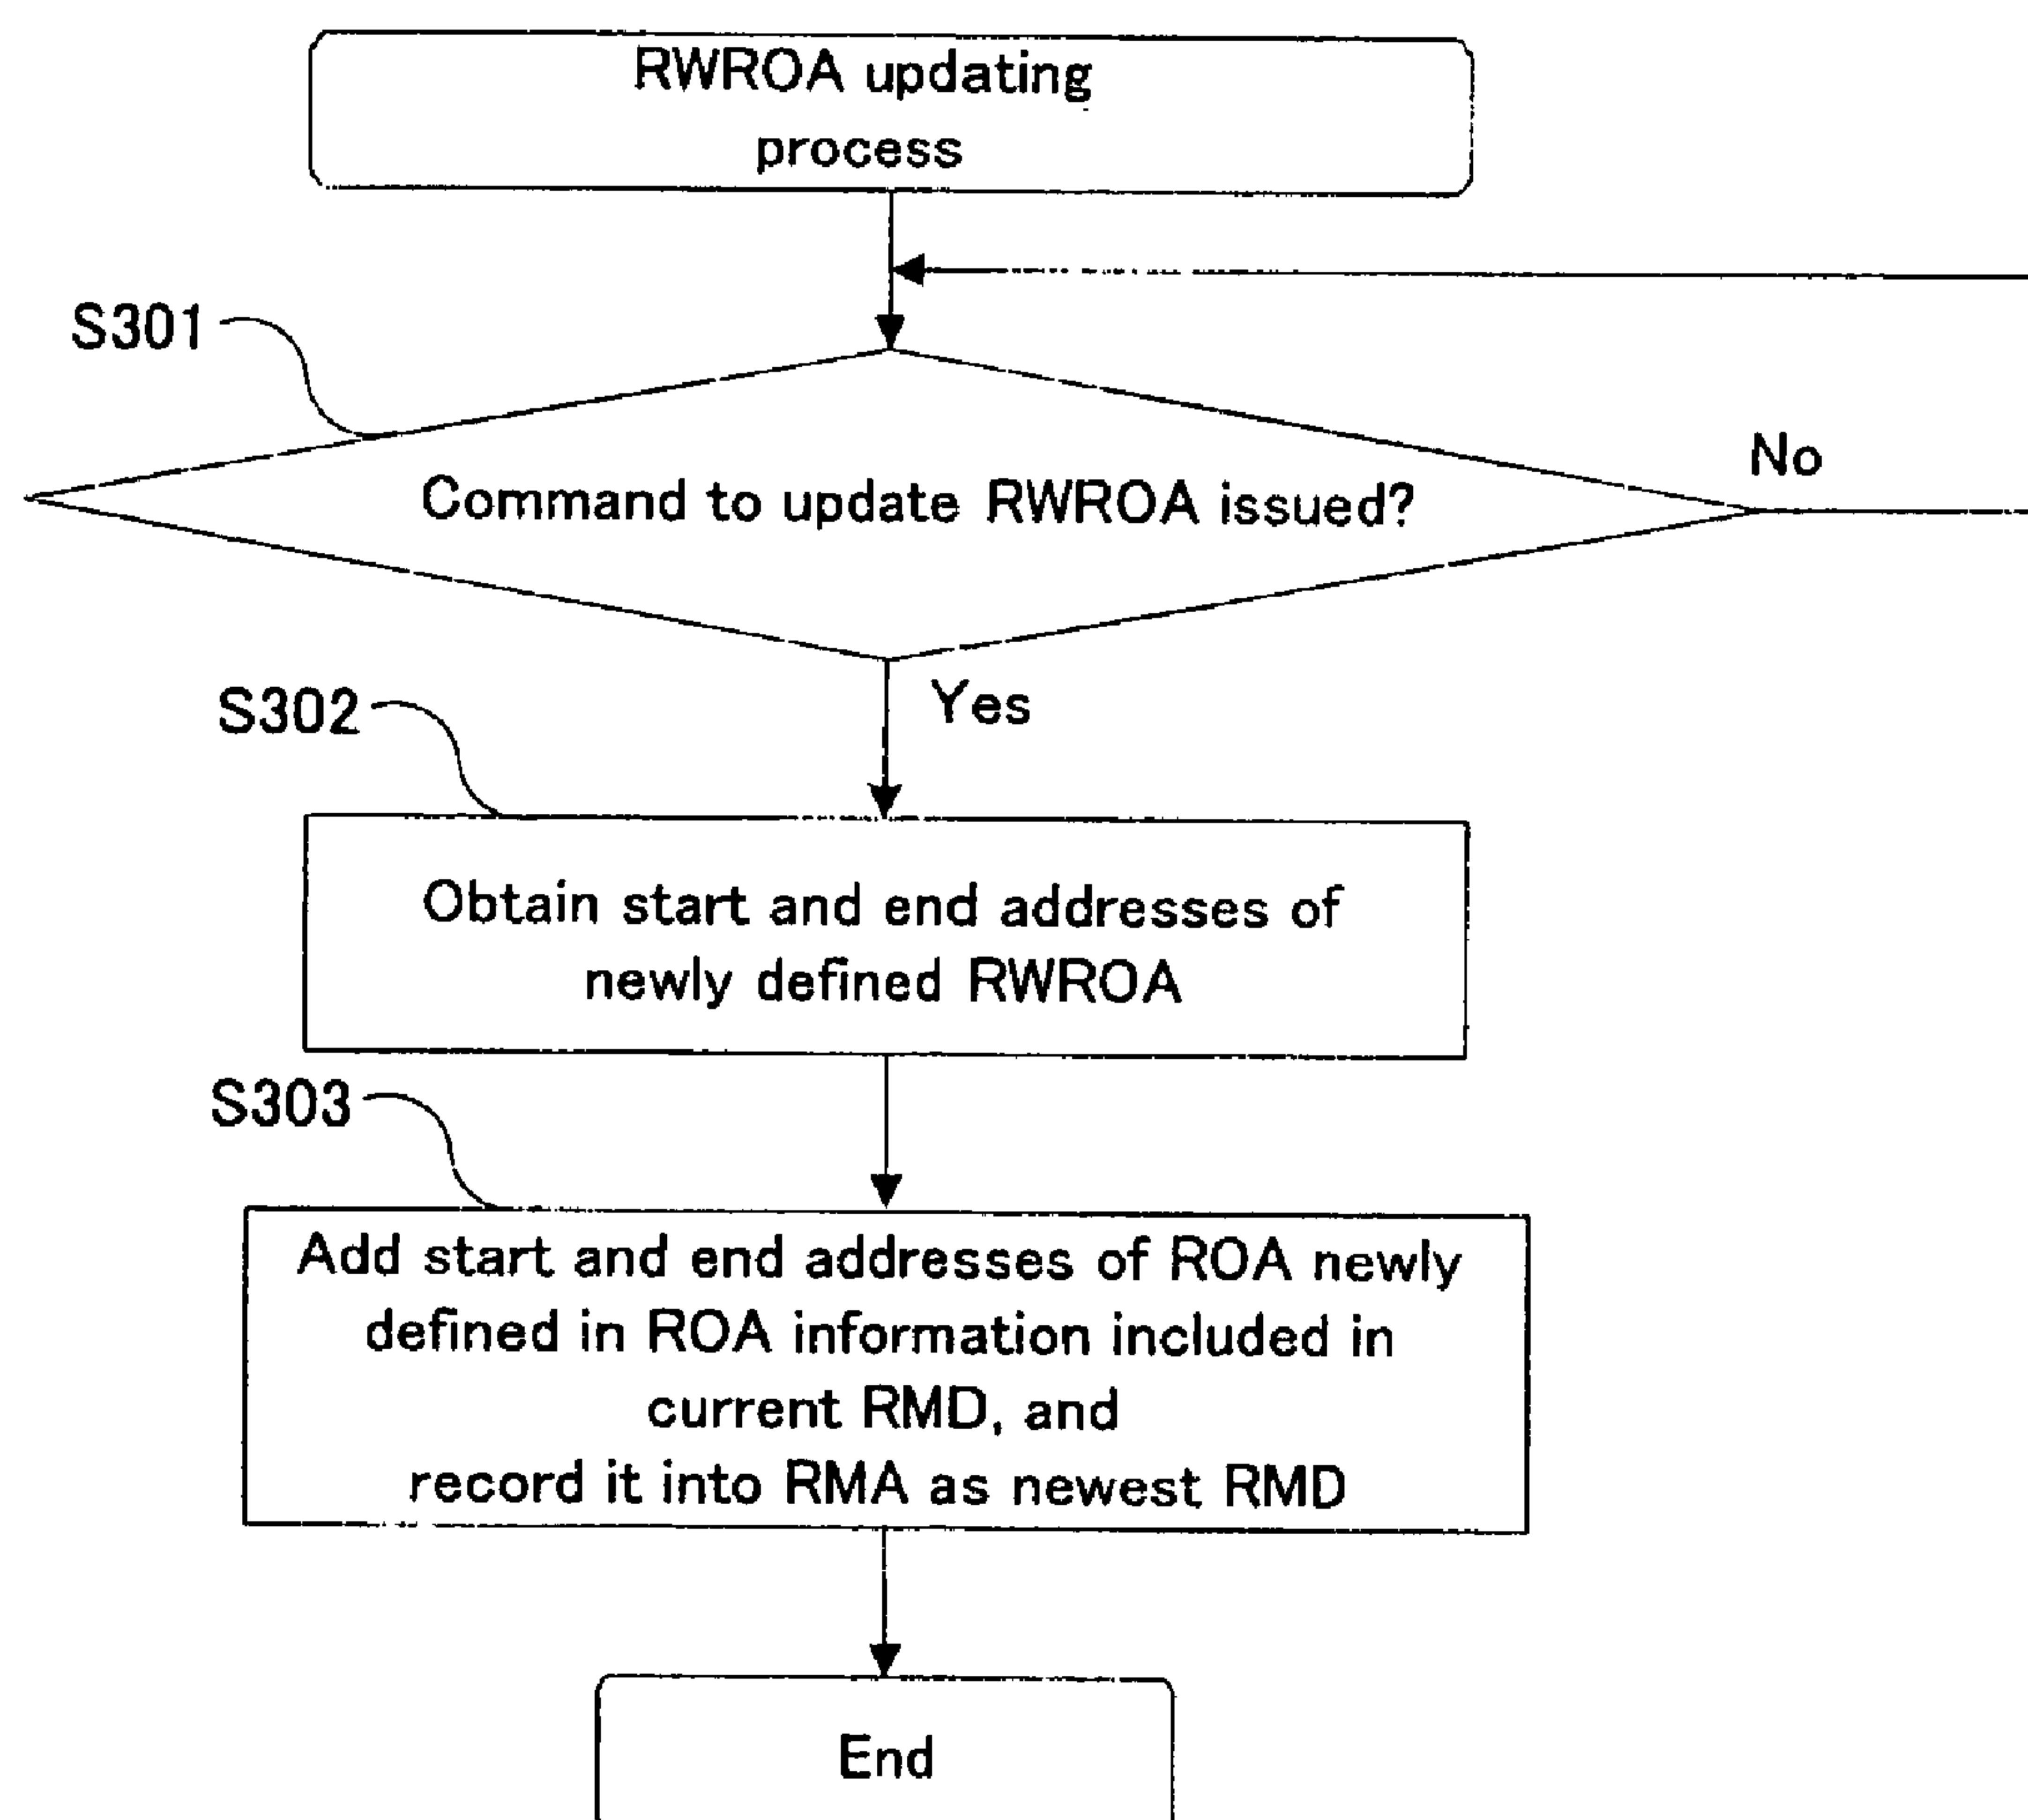 RWROA updating
process
S301
Command to update RWROA issued?
No
Yes
S302
Obtain start and end addresses of
newly defined RWROA
S303
Add start and end addresses of ROA newly
defined in ROA information included in
current RMD, and
record it into RMA as newest RMD
End